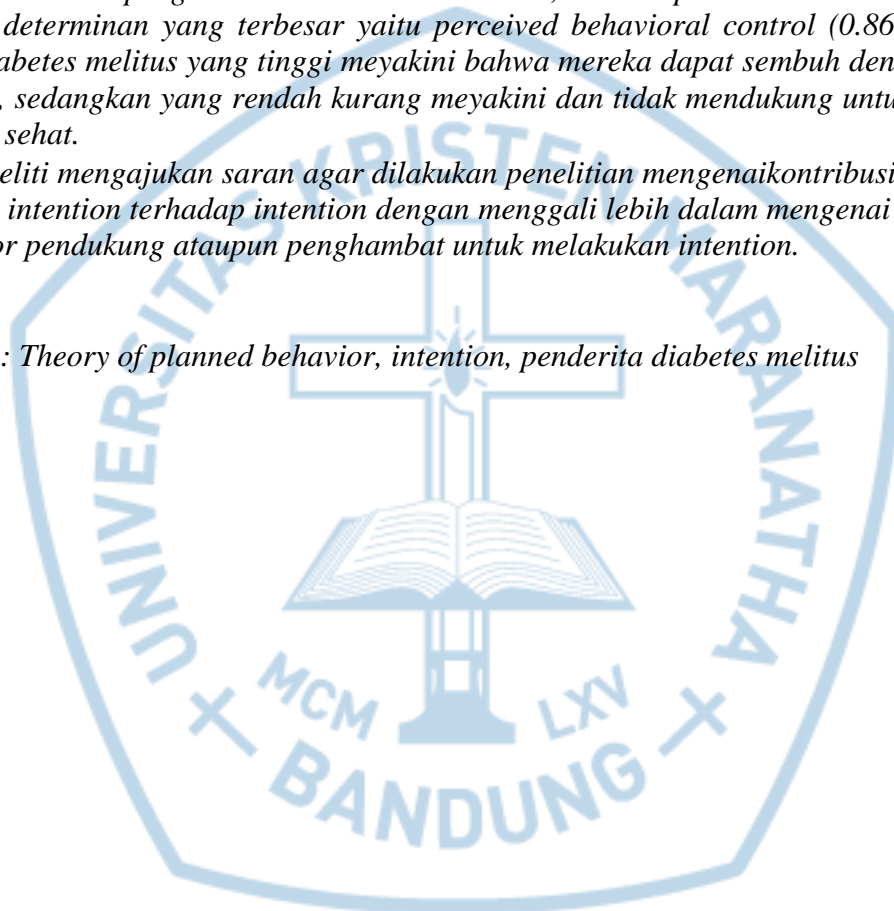 determinan yang terbesar yaitu perceived behavioral control (0.86
abetes melitus yang tinggi meyakini bahwa mereka dapat sembuh den
, sedangkan yang rendah kurang meyakini dan tidak mendukung untu
sehat.
eliti mengajukan saran agar dilakukan penelitian mengenaikontribusi
intention terhadap intention dengan menggali lebih dalam mengenai
or pendukung ataupun penghambat untuk melakukan intention.
: Theory of planned behavior, intention, penderita diabetes melitus
UNIVERSITAS KRISTEN MARANATHA
MCM LXV
BANDUNG